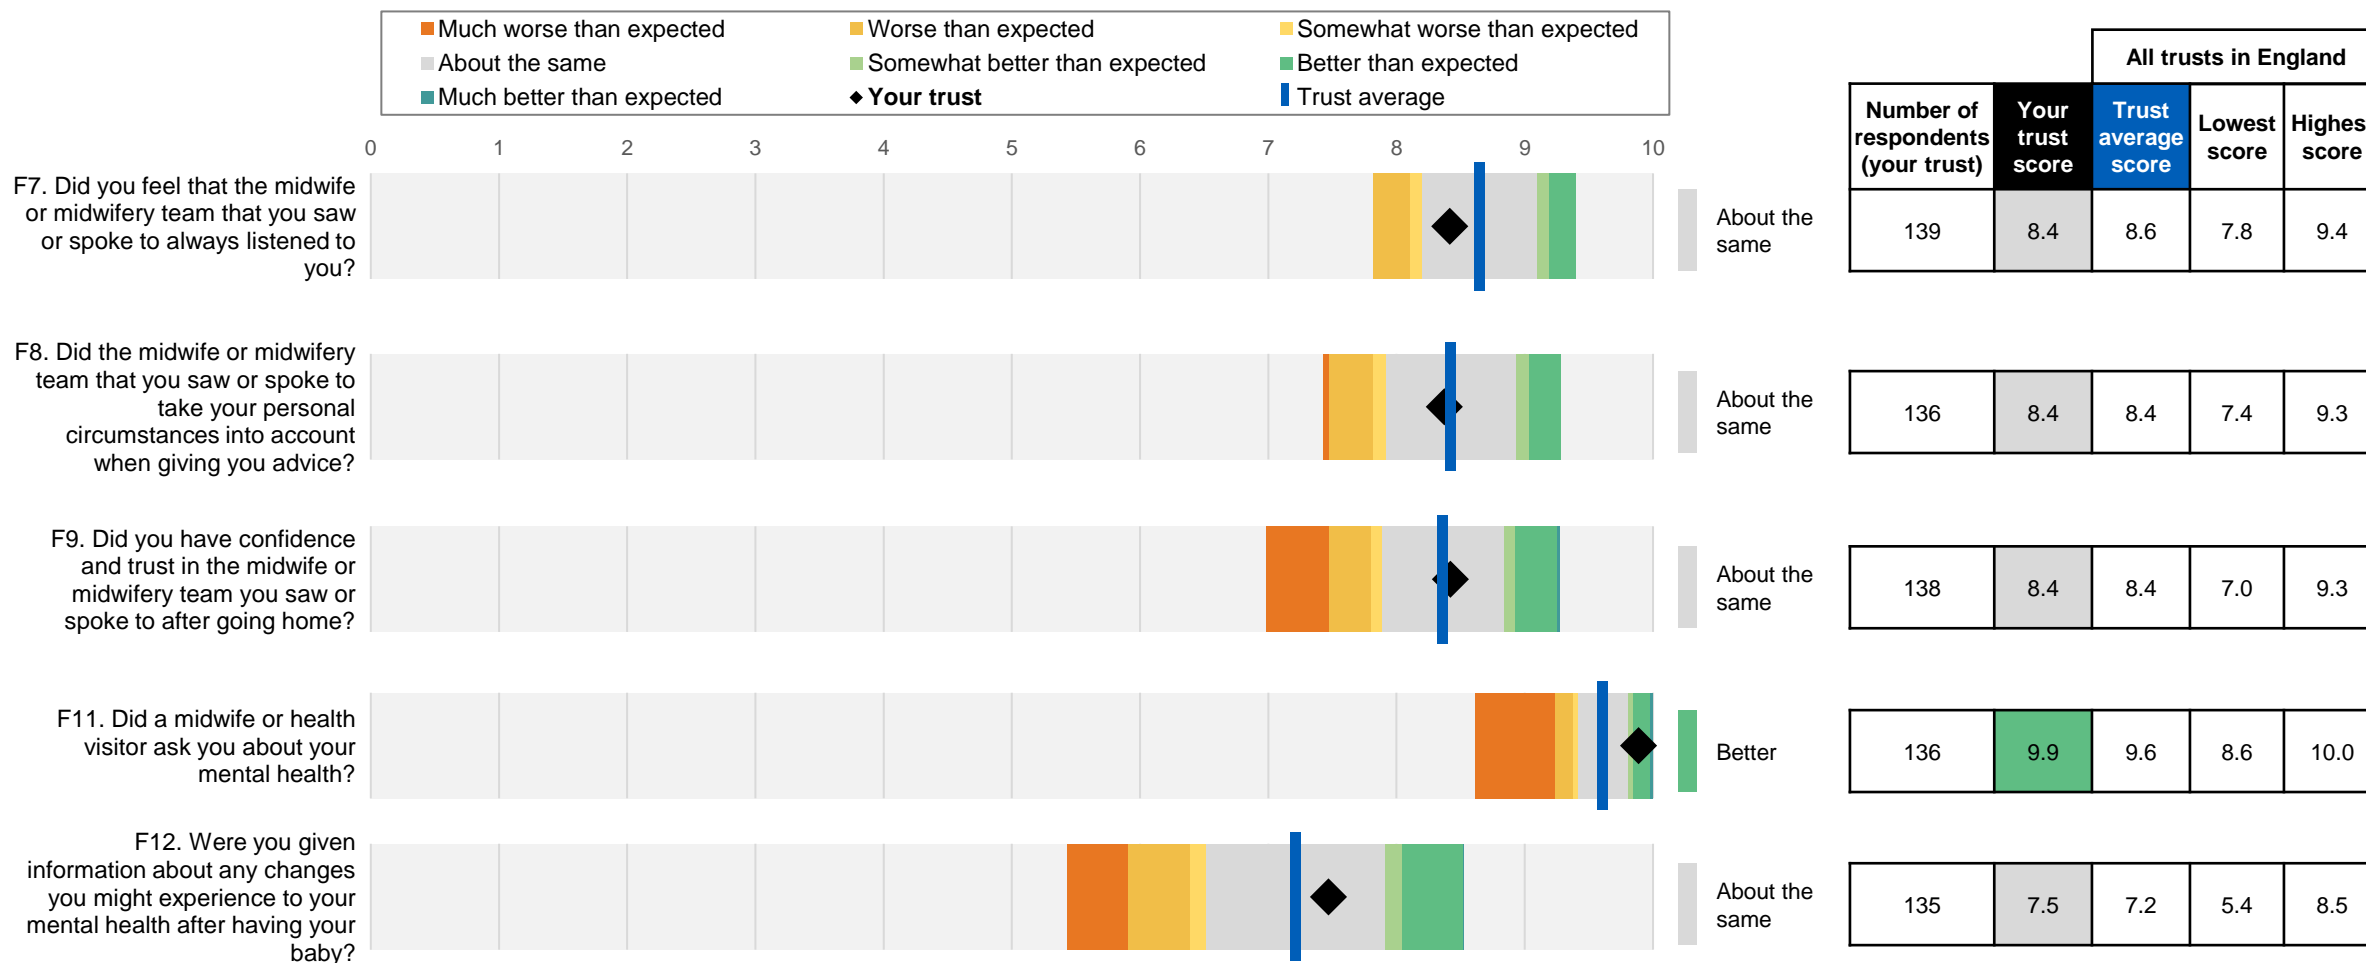 Much worse than expected
Worse than expected
Somewhat worse than expected
About the same
Somewhat better than expected
Better than expected
Much better than expected
Your trust
Trust average
All trusts in England
Number of
respondents
(your trust)
Your
trust
score
Trust
average
score
Lowest
score
Highes
score
0 1 2 3 4 5 6 7 8 9 10
F7. Did you feel that the midwife
or midwifery team that you saw
or spoke to always listened to
you?
About the
same
139 8.4 8.6 7.8 9.4
F8. Did the midwife or midwifery
team that you saw or spoke to
take your personal
circumstances into account
when giving you advice?
About the
same
136 8.4 8.4 7.4 9.3
F9. Did you have confidence
and trust in the midwife or
midwifery team you saw or
spoke to after going home?
About the
same
138 8.4 8.4 7.0 9.3
F11. Did a midwife or health
visitor ask you about your
mental health?
Better
136 9.9 9.6 8.6 10.0
F12. Were you given
information about any changes
you might experience to your
mental health after having your
baby?
About the
same
135 7.5 7.2 5.4 8.5